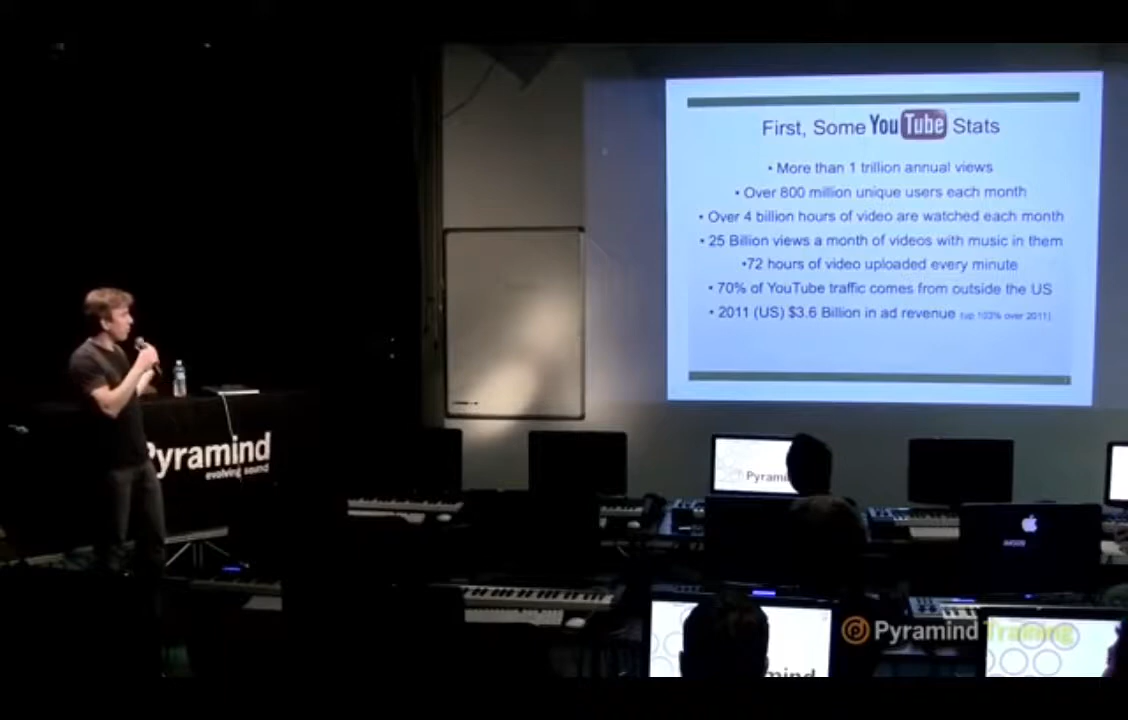 First, Some YouTube Stats
• More than 1 trillion annual views
• Over 800 million unique users each month
• Over 4 billion hours of video are watched each month
• 25 Billion views a month of videos with music in them
•72 hours of video uploaded every minute
• 70% of YouTube traffic comes from outside the US
• 2011 (US) $3.6 Billion in ad revenue (up 103% over 2011)
Pyramind
evolving sound
Pyrami
Pyramind Training
mind